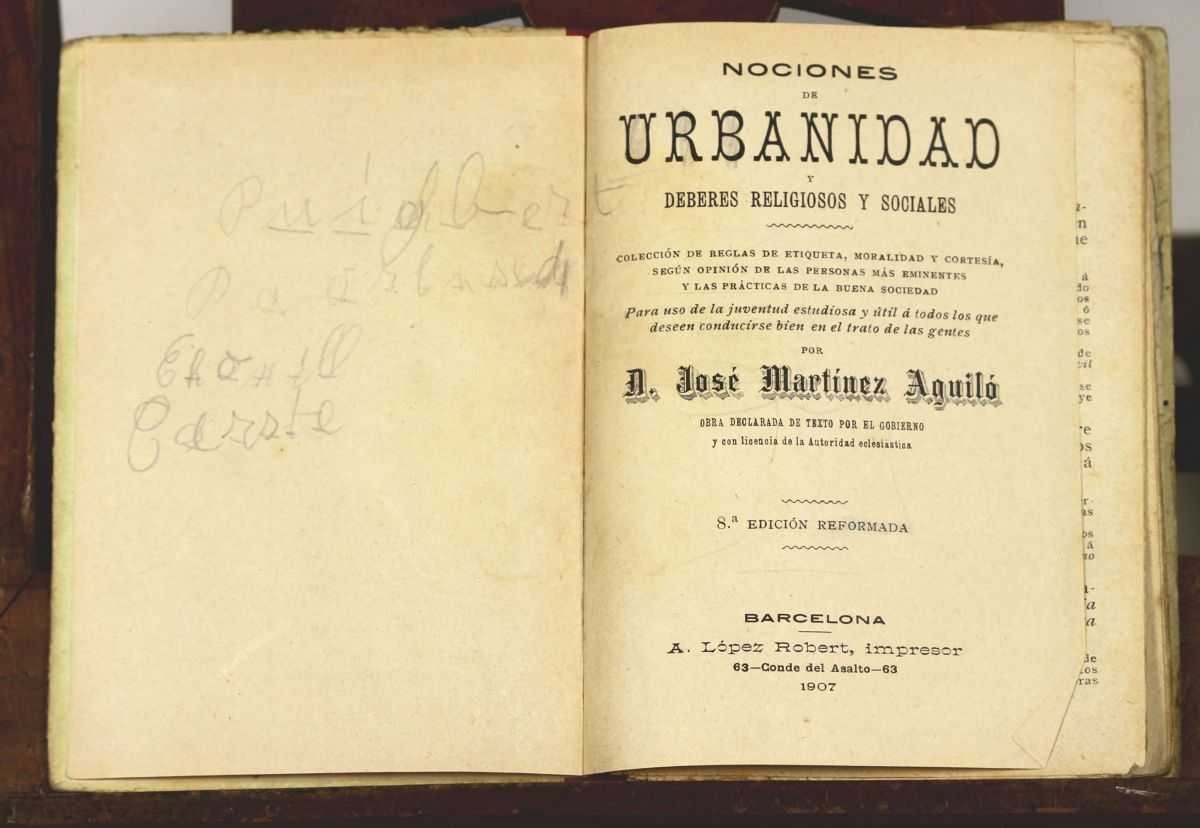 Puigbert
NOCIONES
DE
URBANIDAD
Y
DEBERES RELIGIOSOS Y SOCIALES
COLECCIÓN DE REGLAS DE ETIQUETA, MORALIDAD Y CORTESÍA,
SEGÚN OPINIÓN DE LAS PERSONAS MÁS EMINENTES
Y LAS PRÁCTICAS DE LA BUENA SOCIEDAD
Para uso de la juventud estudiosa y útil á todos los que
deseen conducirse bien en el trato de las gentes
POR
D. José Martínez Aguiló
OBRA DECLARADA DE TEXTO POR EL GOBIERNO
y con licencia de la Autoridad eclesiástica
8.ª EDICIÓN REFORMADA
BARCELONA
A. López Robert, impresor
63—Conde del Asalto—63
1907